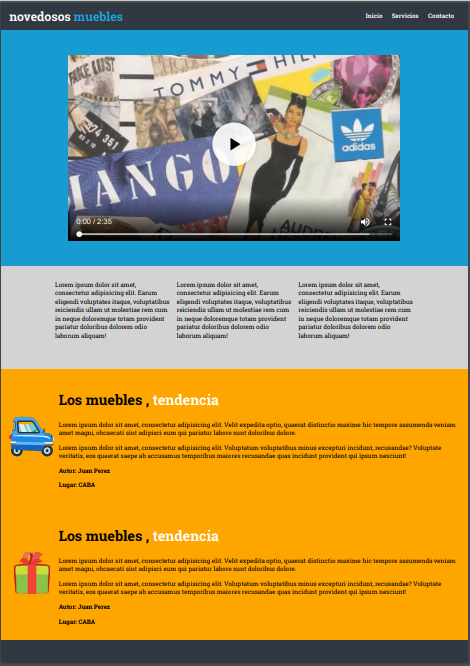 novedosos muebles
Inicio Servicios Contacto
FAKE LUST
TOMMY HILFI
MANGO
adidas
AUDREY
0:00 / 2:35
Lorem ipsum dolor sit amet,
consectetur adipisicing elit. Earum
eligendi voluptates itaque, voluptatibus
reiciendis ullam ut molestiae rem cum
in neque doloremque totam provident
pariatur doloribus dolorem odio
laborum aliquam!
Lorem ipsum dolor sit amet,
consectetur adipisicing elit. Earum
eligendi voluptates itaque, voluptatibus
reiciendis ullam ut molestiae rem cum
in neque doloremque totam provident
pariatur doloribus dolorem odio
laborum aliquam!
Lorem ipsum dolor sit amet,
consectetur adipisicing elit. Earum
eligendi voluptates itaque, voluptatibus
reiciendis ullam ut molestiae rem cum
in neque doloremque totam provident
pariatur doloribus dolorem odio
laborum aliquam!
Los muebles , tendencia
Lorem ipsum dolor sit amet, consectetur adipisicing elit. Velit expedita optio, quaerat distinctio maxime hic tempore assumenda veniam
amet magni, obcaecati sint adipisci eum qui pariatur labore sunt doloribus dolore.
Lorem ipsum dolor sit amet, consectetur adipisicing elit. Voluptatum voluptatibus minus excepturi incidunt, recusandae? Voluptate
veritatis, eos quaerat saepe ab accusamus temporibus maiores recusandae quas incidunt provident qui ipsum nesciunt!
Autor: Juan Perez
Lugar: CABA
Los muebles , tendencia
Lorem ipsum dolor sit amet, consectetur adipisicing elit. Velit expedita optio, quaerat distinctio maxime hic tempore assumenda veniam
amet magni, obcaecati sint adipisci eum qui pariatur labore sunt doloribus dolore.
Lorem ipsum dolor sit amet, consectetur adipisicing elit. Voluptatum voluptatibus minus excepturi incidunt, recusandae? Voluptate
veritatis, eos quaerat saepe ab accusamus temporibus maiores recusandae quas incidunt provident qui ipsum nesciunt!
Autor: Juan Perez
Lugar: CABA